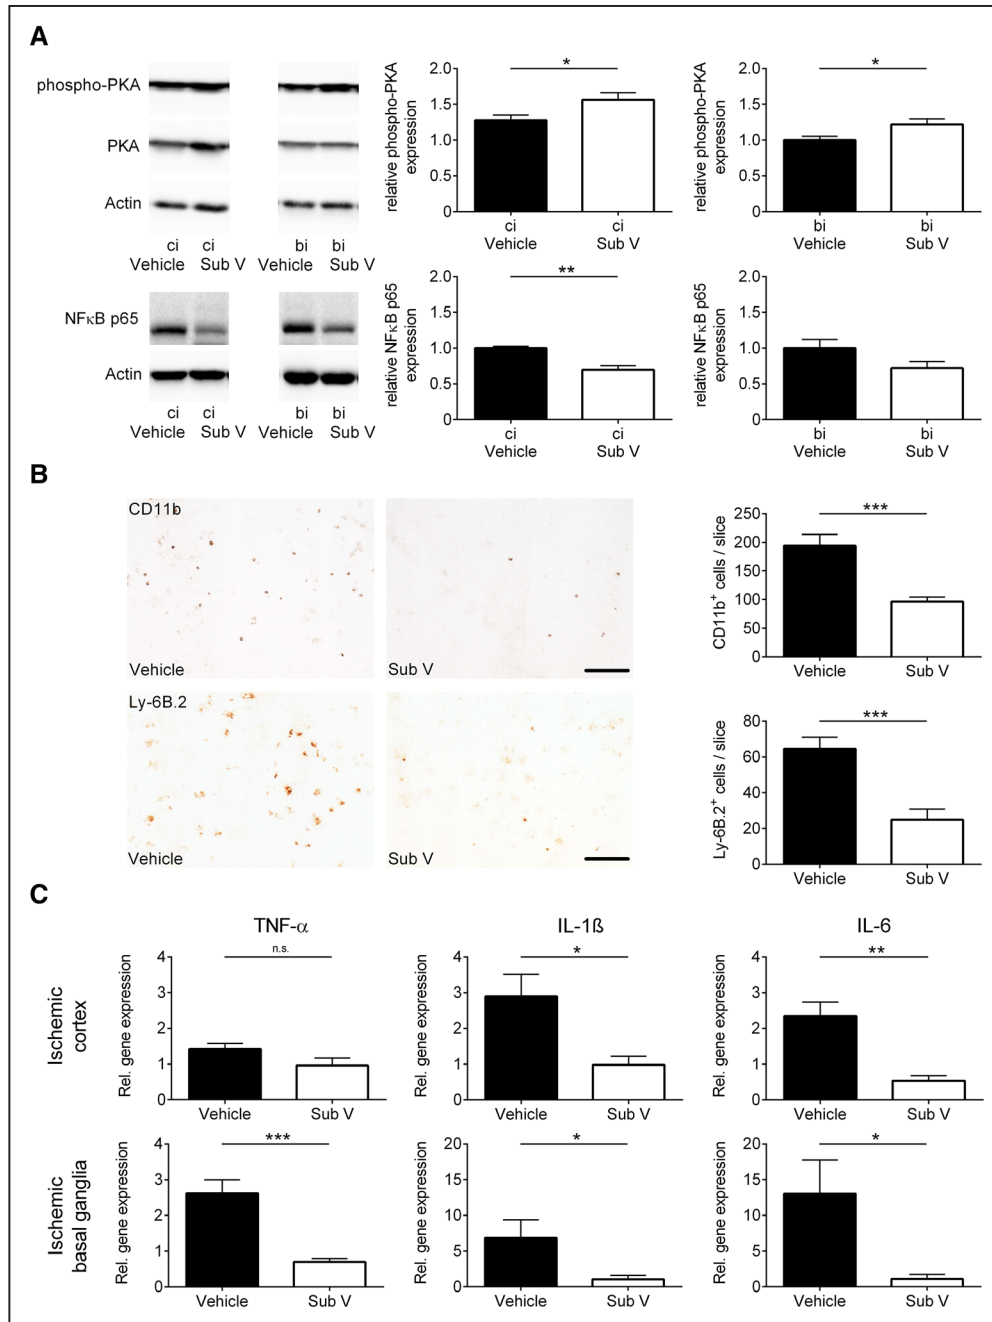 A
phospho-PKA
PKA
Actin
ci ci
Vehicle Sub V
bi bi
Vehicle Sub V
relative phospho-PKA
expression
2.0
1.5
1.0
0.5
0
*
ci
Vehicle
ci
Sub V
relative phospho-PKA
expression
2.0
1.5
1.0
0.5
0
*
bi
Vehicle
bi
Sub V
NFκB p65
Actin
ci ci
Vehicle Sub V
bi bi
Vehicle Sub V
relative NFκB p65
expression
2.0
1.5
1.0
0.5
0
**
ci
Vehicle
ci
Sub V
relative NFκB p65
expression
2.0
1.5
1.0
0.5
0
bi
Vehicle
bi
Sub V
B
CD11b
Vehicle
Sub V
CD11b+ cells / slice
250
200
150
100
50
0
***
Vehicle Sub V
Ly-6B.2
Vehicle
Sub V
Ly-6B.2+ cells / slice
80
60
40
20
0
***
Vehicle Sub V
C
TNF-α
IL-1ß
IL-6
Ischemic
cortex
Rel. gene expression
4
3
2
1
0
n.s.
Vehicle Sub V
Rel. gene expression
4
3
2
1
0
*
Vehicle Sub V
Rel. gene expression
4
3
2
1
0
**
Vehicle Sub V
Ischemic
basal ganglia
Rel. gene expression
4
3
2
1
0
***
Vehicle Sub V
Rel. gene expression
20
15
10
5
0
*
Vehicle Sub V
Rel. gene expression
20
15
10
5
0
*
Vehicle Sub V